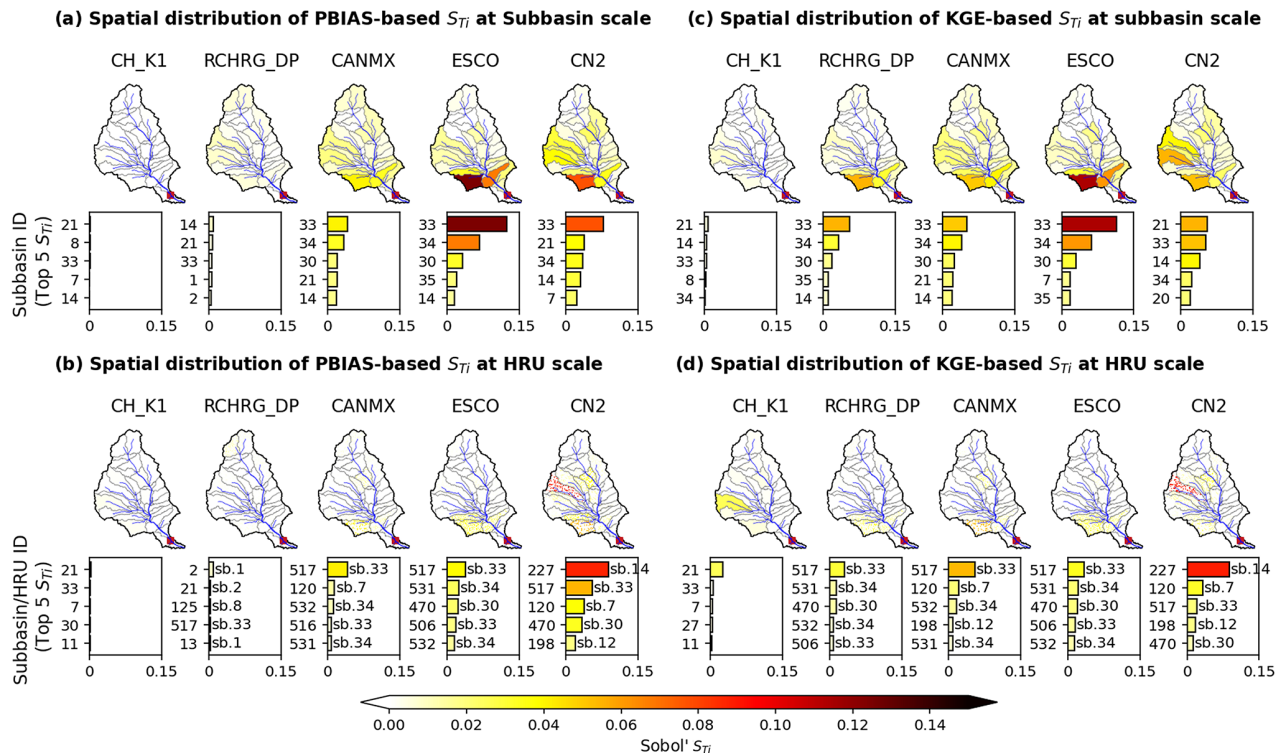 (a) Spatial distribution of PBIAS-based S_Ti at Subbasin scale
CH_K1 RCHRG_DP CANMX ESCO CN2
Subbasin ID
(Top 5 S_Ti)
21 8 33 7 14
0 0.15
14 21 33 1 2
0 0.15
33 34 30 21 14
0 0.15
33 34 30 35 14
0 0.15
33 21 34 14 7
0 0.15
(c) Spatial distribution of KGE-based S_Ti at subbasin scale
CH_K1 RCHRG_DP CANMX ESCO CN2
21 14 33 8 34
0 0.15
33 34 30 35 14
0 0.15
33 34 30 21 14
0 0.15
33 34 30 7 35
0 0.15
21 33 14 34 20
0 0.15
(b) Spatial distribution of PBIAS-based S_Ti at HRU scale
CH_K1 RCHRG_DP CANMX ESCO CN2
Subbasin/HRU ID
(Top 5 S_Ti)
21 33 7 30 11
0 0.15
2 sb.1
21 sb.2
125 sb.8
517 sb.33
13 sb.1
0 0.15
517 sb.33
120 sb.7
532 sb.34
516 sb.33
531 sb.34
0 0.15
517 sb.33
531 sb.34
470 sb.30
506 sb.33
532 sb.34
0 0.15
227 sb.14
517 sb.33
120 sb.7
470 sb.30
198 sb.12
0 0.15
(d) Spatial distribution of KGE-based S_Ti at HRU scale
CH_K1 RCHRG_DP CANMX ESCO CN2
21 33 7 27 11
0 0.15
517 sb.33
531 sb.34
470 sb.30
532 sb.34
506 sb.33
0 0.15
517 sb.33
120 sb.7
532 sb.34
198 sb.12
531 sb.34
0 0.15
517 sb.33
531 sb.34
470 sb.30
506 sb.33
532 sb.34
0 0.15
227 sb.14
120 sb.7
517 sb.33
198 sb.12
470 sb.30
0 0.15
0.00 0.02 0.04 0.06 0.08 0.10 0.12 0.14
Sobol' S_Ti